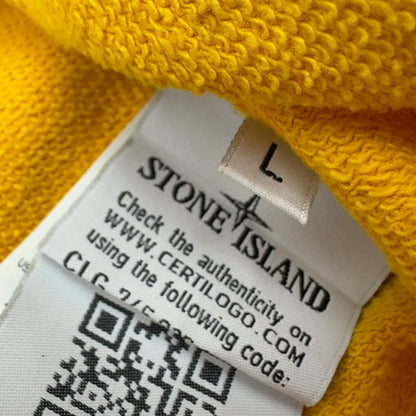 L
STONE ISLAND
Check the authenticity on
WWW.CERTILOGO.COM
using the following code: